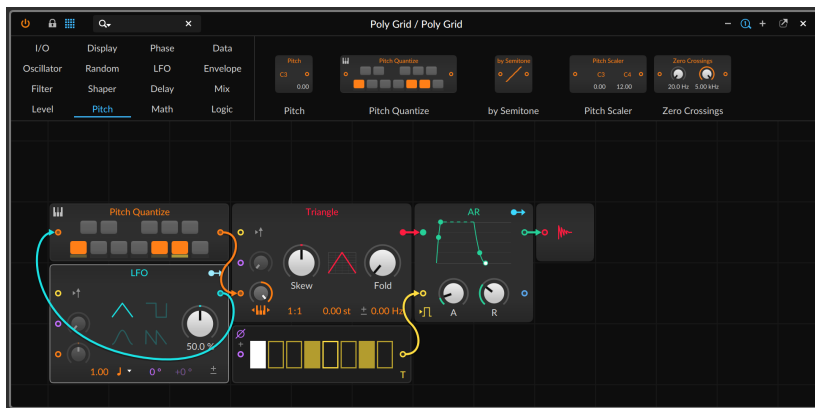 Poly Grid / Poly Grid
I/O Display Phase Data
Oscillator Random LFO Envelope
Filter Shaper Delay Mix
Level Pitch Math Logic
Pitch
C3
0.00
Pitch
Pitch Quantize
Pitch Quantize
by Semitone
by Semitone
Pitch Scaler
C3 C4
0.00 12.00
Pitch Scaler
Zero Crossings
20.0 Hz 5.00 kHz
Zero Crossings
Pitch Quantize
LFO
50.0 %
1.00 0° +0° ±
Triangle
Skew Fold
1:1 0.00 st ± 0.00 Hz
Ø
+
T
AR
A R